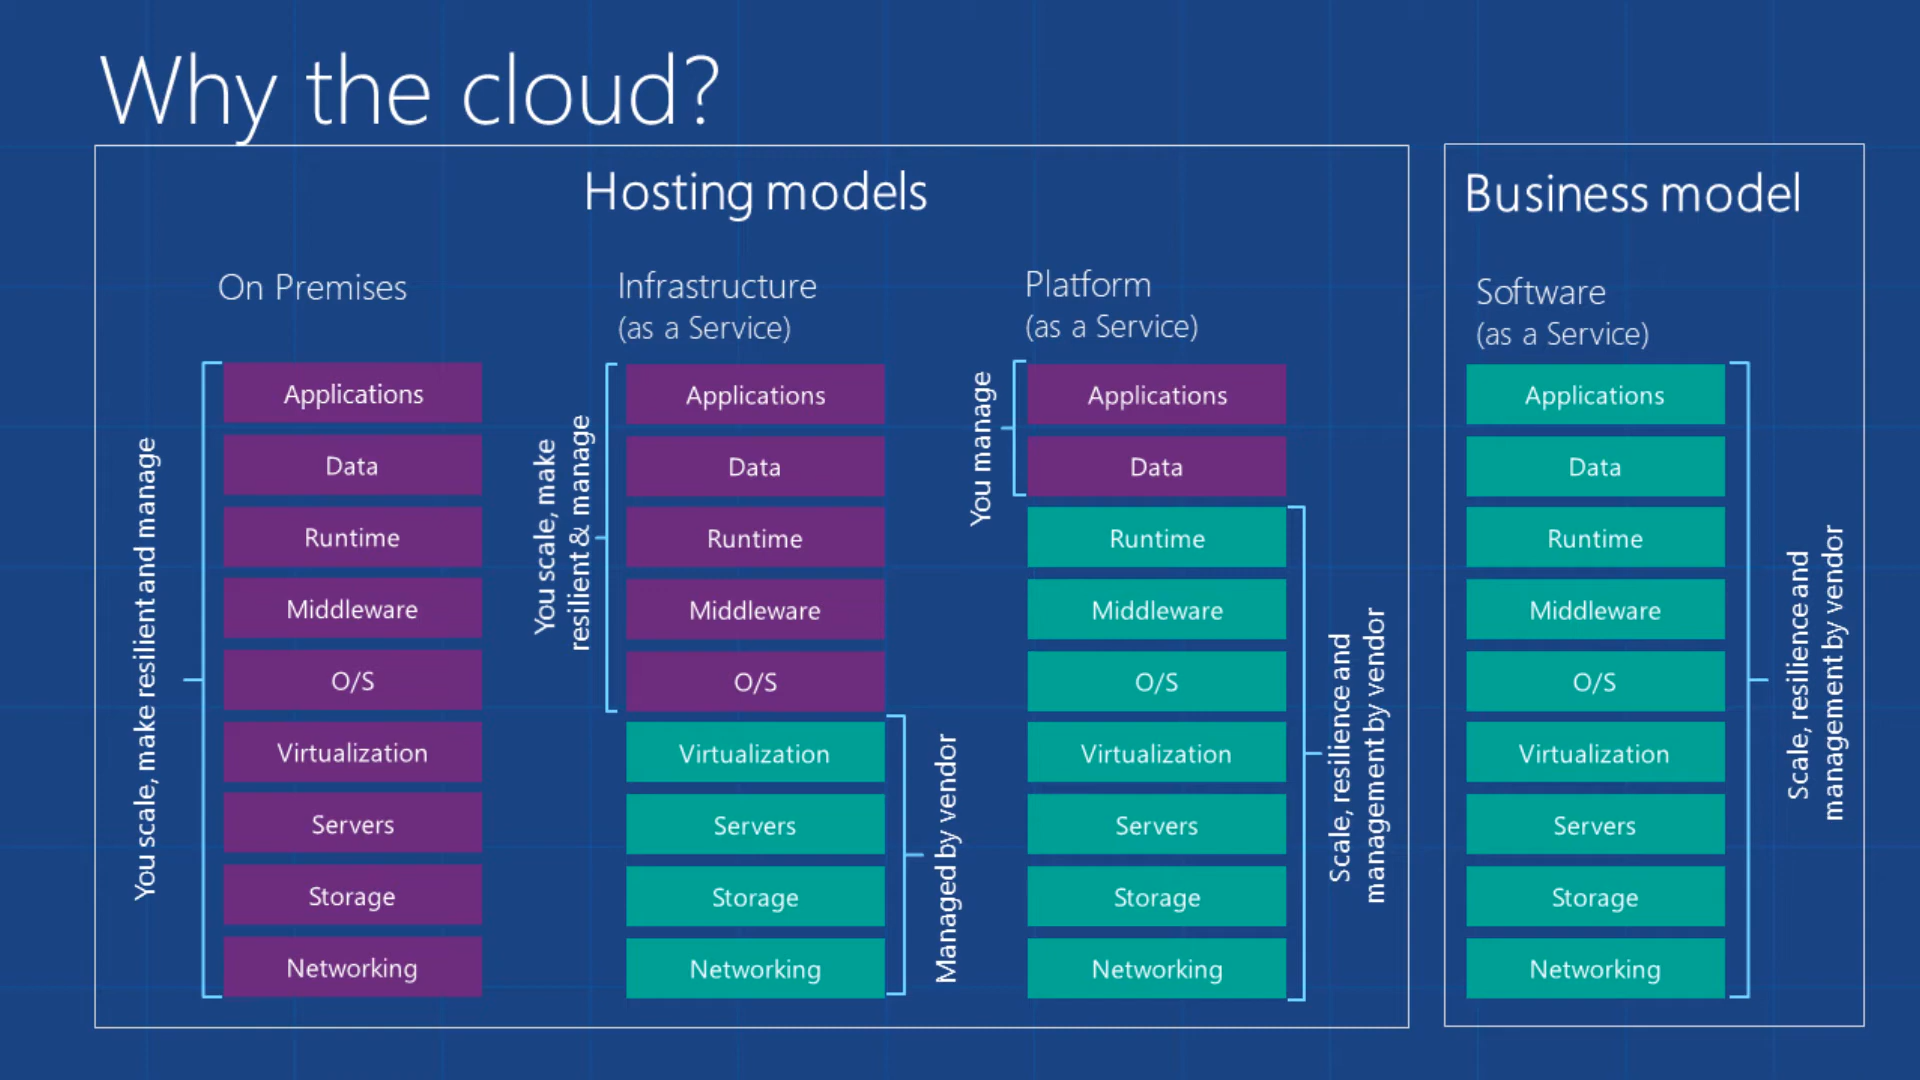 Why the cloud?
Hosting models
On Premises
You scale, make resilient and manage
Applications
Data
Runtime
Middleware
O/S
Virtualization
Servers
Storage
Networking
Infrastructure
(as a Service)
You scale, make
resilient & manage
Applications
Data
Runtime
Middleware
O/S
Virtualization
Servers
Storage
Networking
Managed by vendor
Platform
(as a Service)
You manage
Applications
Data
Runtime
Middleware
O/S
Virtualization
Servers
Storage
Networking
Scale, resilience and
management by vendor
Business model
Software
(as a Service)
Applications
Data
Runtime
Middleware
O/S
Virtualization
Servers
Storage
Networking
Scale, resilience and
management by vendor